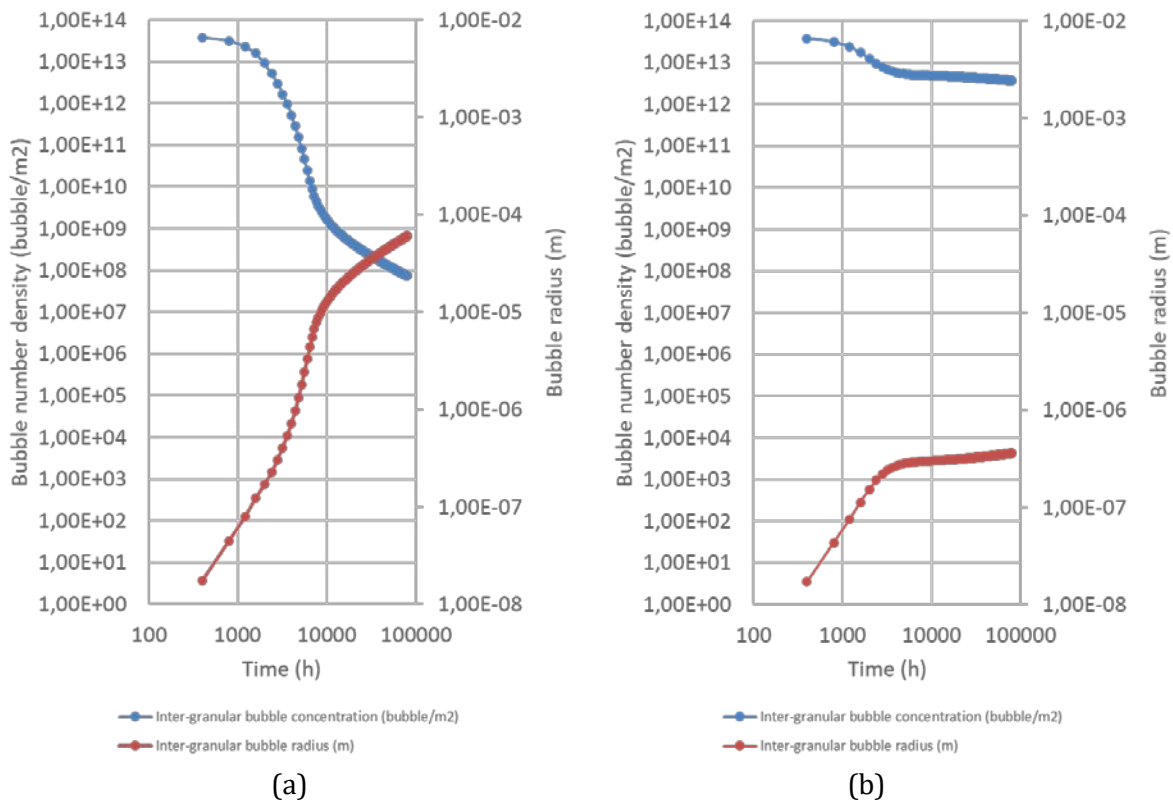 Bubble number density (bubble/m2)
1,00E+14
1,00E+13
1,00E+12
1,00E+11
1,00E+10
1,00E+09
1,00E+08
1,00E+07
1,00E+06
1,00E+05
1,00E+04
1,00E+03
1,00E+02
1,00E+01
1,00E+00
1,00E-02
1,00E-03
1,00E-04
1,00E-05
1,00E-06
1,00E-07
1,00E-08
Bubble radius (m)
100 1000 10000 100000
Time (h)
Inter-granular bubble concentration (bubble/m2)
Inter-granular bubble radius (m)
(a)
Bubble number density (bubble/m2)
1,00E+14
1,00E+13
1,00E+12
1,00E+11
1,00E+10
1,00E+09
1,00E+08
1,00E+07
1,00E+06
1,00E+05
1,00E+04
1,00E+03
1,00E+02
1,00E+01
1,00E+00
1,00E-02
1,00E-03
1,00E-04
1,00E-05
1,00E-06
1,00E-07
1,00E-08
Bubble radius (m)
100 1000 10000 100000
Time (h)
Inter-granular bubble concentration (bubble/m2)
Inter-granular bubble radius (m)
(b)